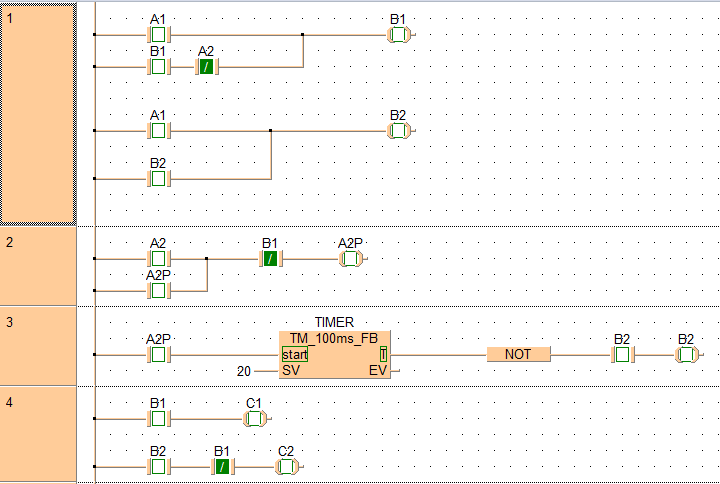 1
A1 B1
B1 A2
/
A1 B2
B2
2
A2 B1 A2P
/
A2P
3
TIMER
A2P TM_100ms_FB B2 B2
start T NOT
20 SV EV
4
B1 C1
B2 B1 C2
/